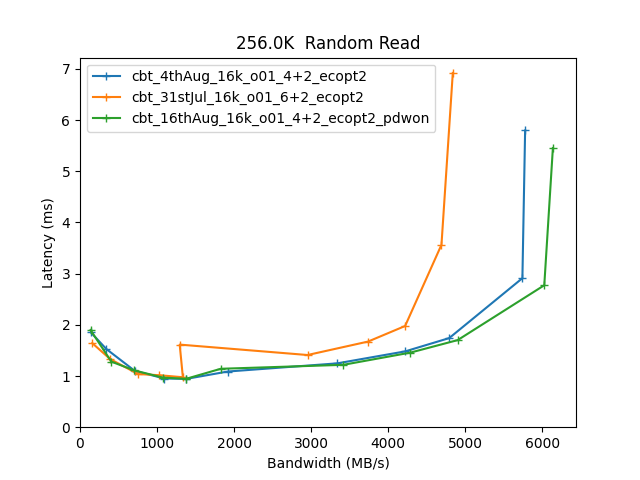 256.0K  Random Read
cbt_4thAug_16k_o01_4+2_ecopt2
cbt_31stJul_16k_o01_6+2_ecopt2
cbt_16thAug_16k_o01_4+2_ecopt2_pdwon
Latency (ms)
7
6
5
4
3
2
1
0
0 1000 2000 3000 4000 5000 6000
Bandwidth (MB/s)